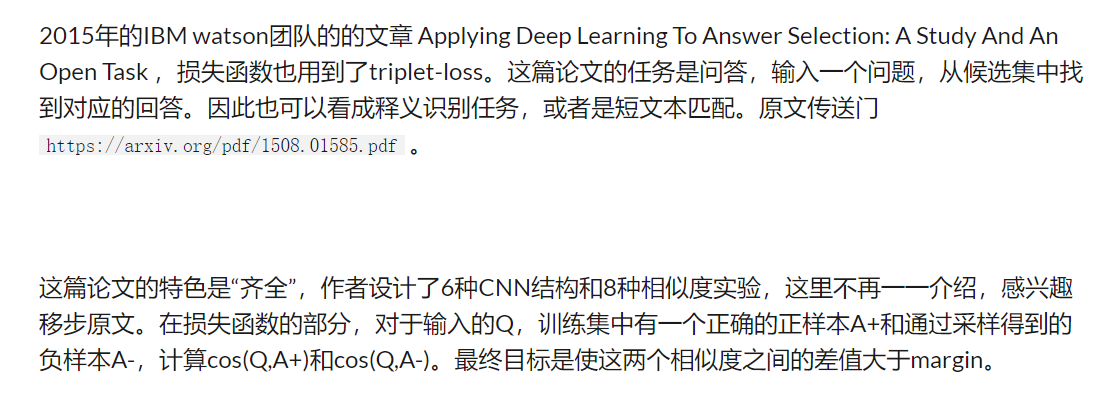 2015年的IBM watson团队的的文章 Applying Deep Learning To Answer Selection: A Study And An
Open Task ，损失函数也用到了triplet-loss。这篇论文的任务是问答，输入一个问题，从候选集中找
到对应的回答。因此也可以看成释义识别任务，或者是短文本匹配。原文传送门
https://arxiv.org/pdf/1508.01585.pdf 。
这篇论文的特色是“齐全”，作者设计了6种CNN结构和8种相似度实验，这里不再一一介绍，感兴趣
移步原文。在损失函数的部分，对于输入的Q，训练集中有一个正确的正样本A+和通过采样得到的
负样本A-，计算cos(Q,A+)和cos(Q,A-)。最终目标是使这两个相似度之间的差值大于margin。